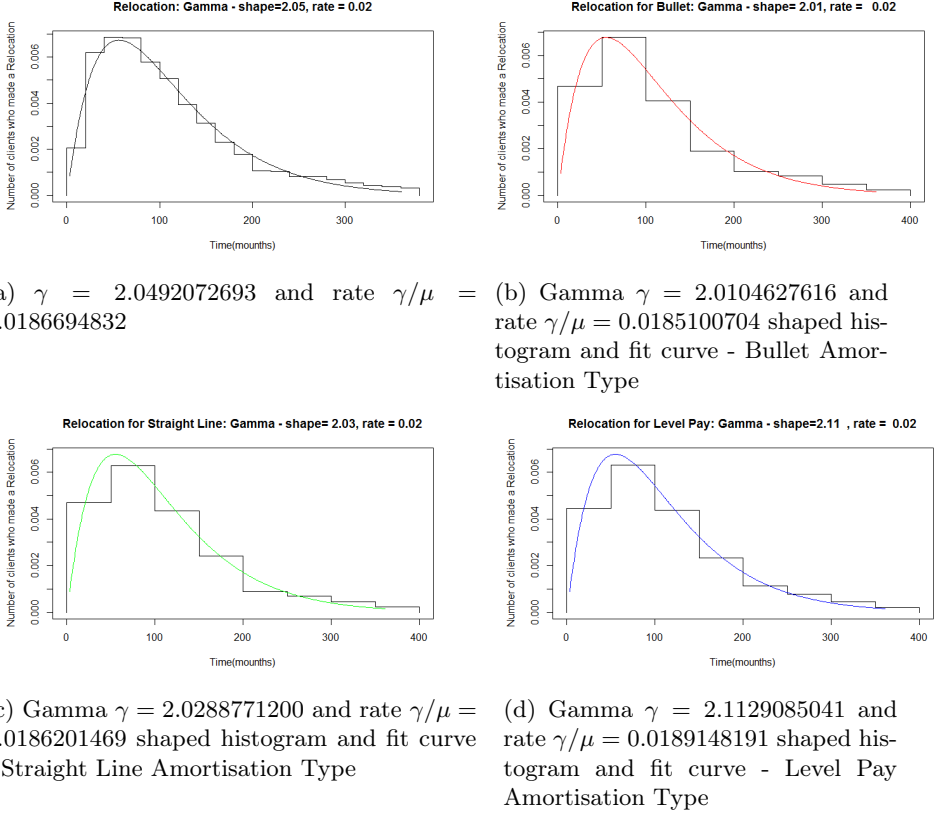 Relocation: Gamma - shape=2.05, rate = 0.02
Number of clients who made a Relocation
0.000 0.002 0.004 0.006
0 100 200 300
Time(mounths)
Relocation for Bullet: Gamma - shape= 2.01, rate = 0.02
Number of clients who made a Relocation
0.000 0.002 0.004 0.006
0 100 200 300 400
Time(mounths)
) γ = 2.0492072693 and rate γ/μ =
.0186694832
(b) Gamma γ = 2.0104627616 and
rate γ/μ = 0.0185100704 shaped his-
togram and fit curve - Bullet Amor-
tisation Type
Relocation for Straight Line: Gamma - shape= 2.03, rate = 0.02
Number of clients who made a Relocation
0.000 0.002 0.004 0.006
0 100 200 300 400
Time(mounths)
Relocation for Level Pay: Gamma - shape=2.11 , rate = 0.02
Number of clients who made a Relocation
0.000 0.002 0.004 0.006
0 100 200 300 400
Time(mounths)
c) Gamma γ = 2.0288771200 and rate γ/μ =
.0186201469 shaped histogram and fit curve
Straight Line Amortisation Type
(d) Gamma γ = 2.1129085041 and
rate γ/μ = 0.0189148191 shaped his-
togram and fit curve - Level Pay
Amortisation Type